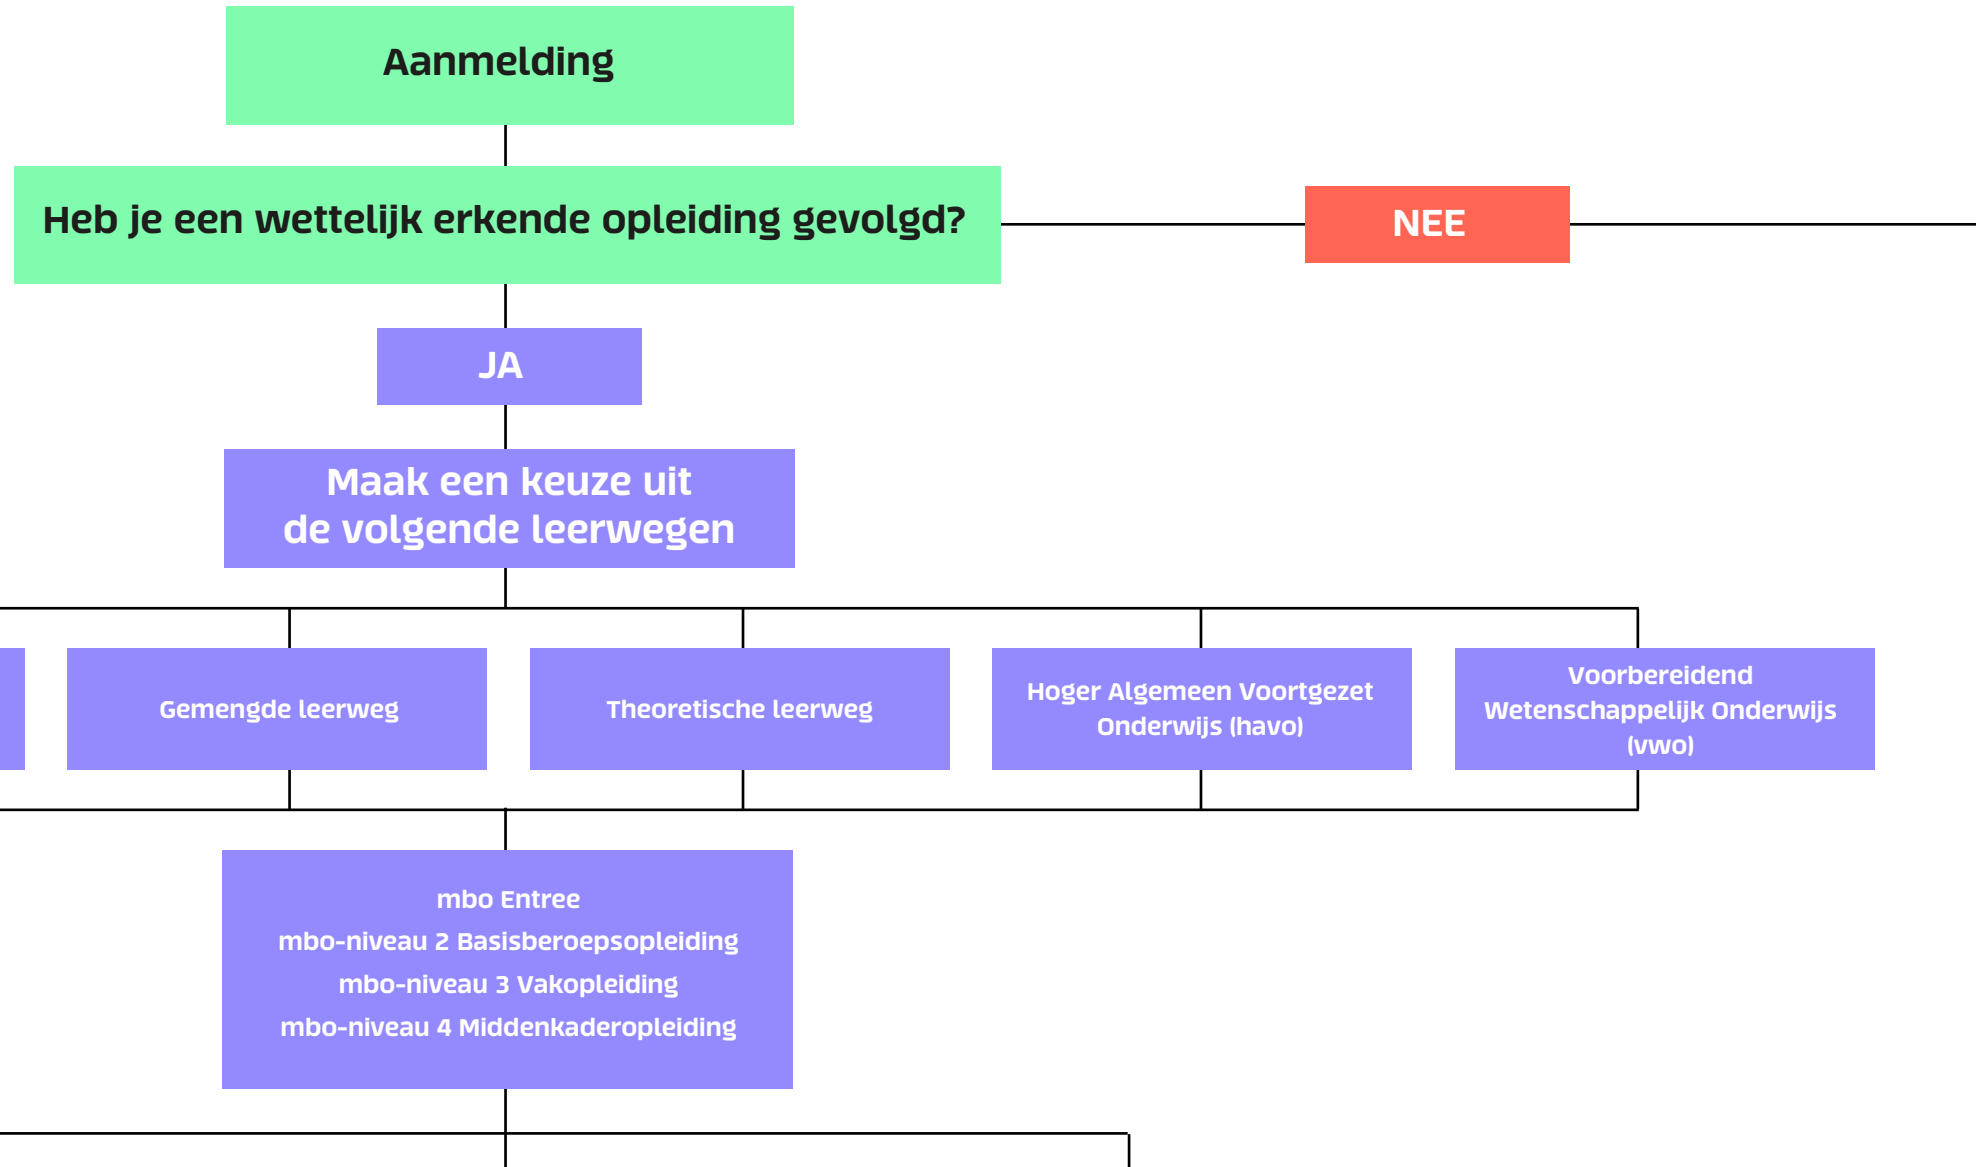 Aanmelding
Heb je een wettelijk erkende opleiding gevolgd?
NEE
JA
Maak een keuze uit
de volgende leerwegen
Gemengde leerweg
Theoretische leerweg
Hoger Algemeen Voortgezet
Onderwijs (havo)
Voorbereidend
Wetenschappelijk Onderwijs
(vwo)
mbo Entree
mbo-niveau 2 Basisberoepsopleiding
mbo-niveau 3 Vakopleiding
mbo-niveau 4 Middenkaderopleiding